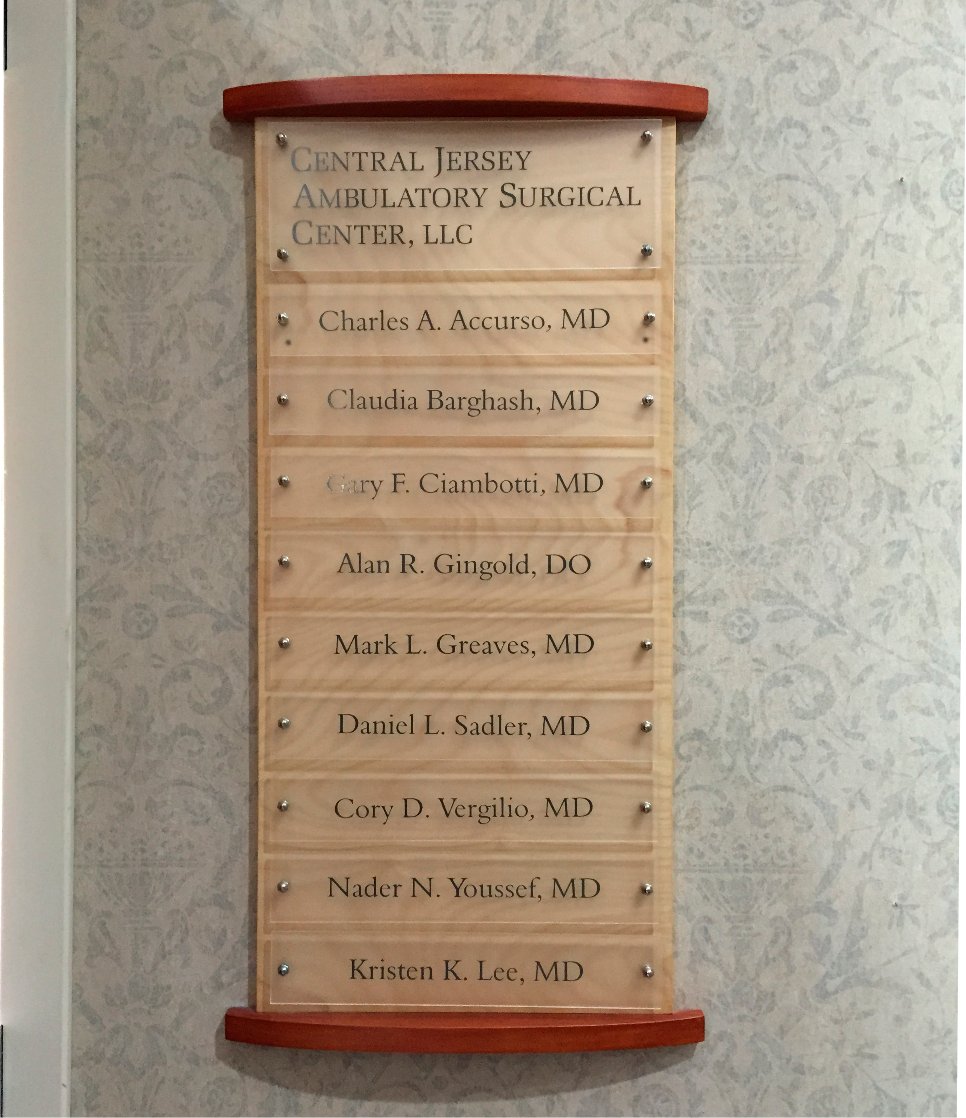 CENTRAL JERSEY
AMBULATORY SURGICAL
CENTER, LLC
Charles A. Accurso, MD
Claudia Barghash, MD
Gary F. Ciambotti, MD
Alan R. Gingold, DO
Mark L. Greaves, MD
Daniel L. Sadler, MD
Cory D. Vergilio, MD
Nader N. Youssef, MD
Kristen K. Lee, MD